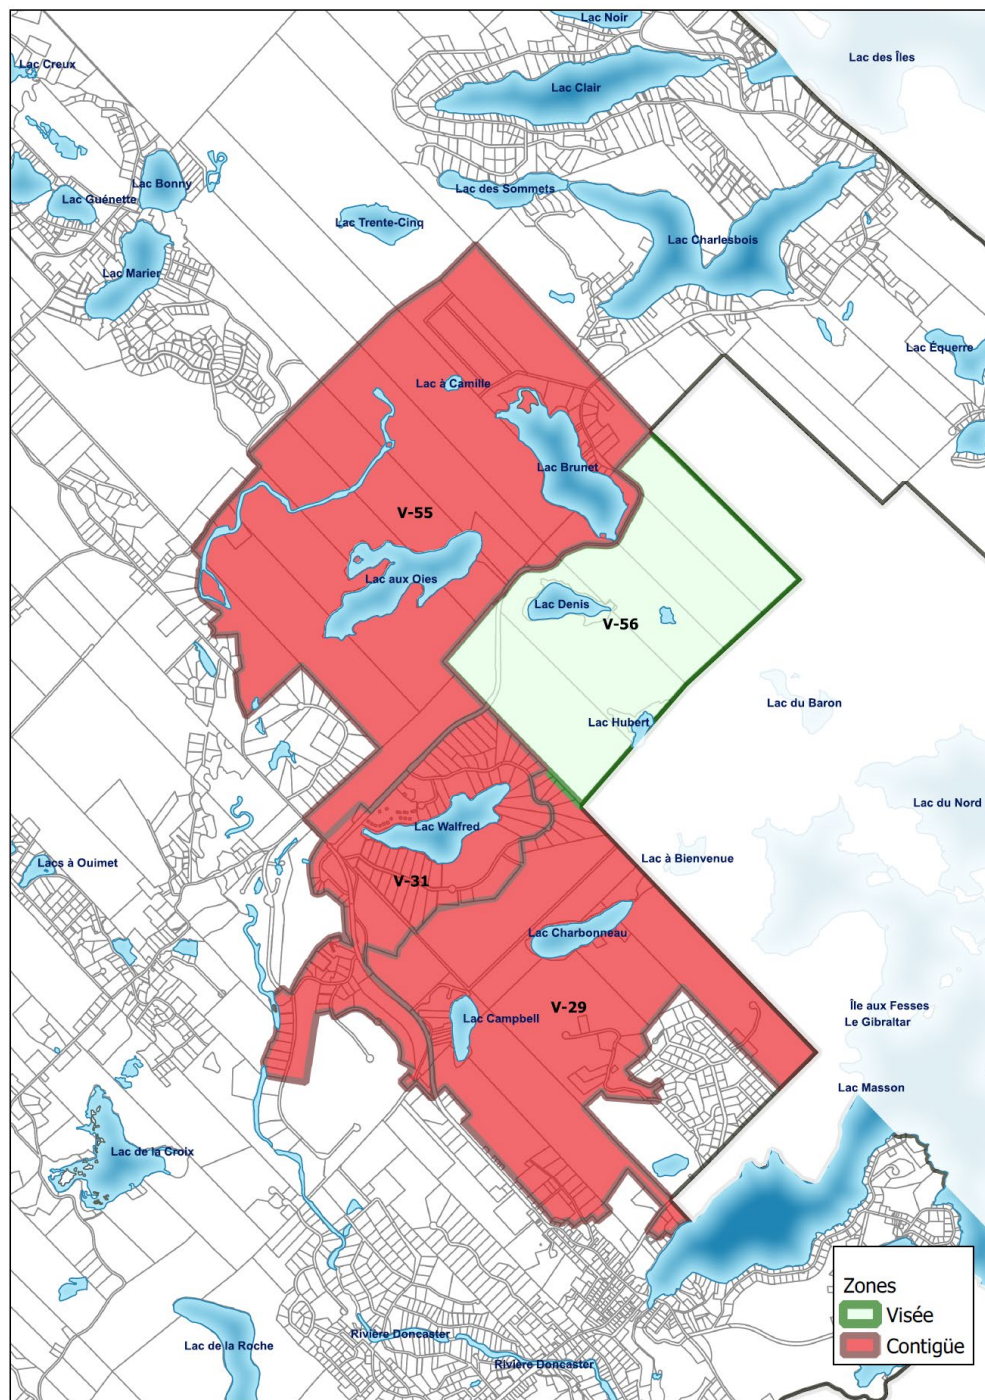 Lac Noir
Lac des Îles
Lac Creux
Lac Clair
Lac Bonny
Lac des Sommets
Lac Guénette
Lac Trente-Cinq
Lac Charlesbois
Lac Marier
Lac Équerre
Lac à Camille
Lac Brunet
V-55
Lac aux Oies
Lac Denis
V-56
Lac du Baron
Lac Hubert
Lac du Nord
Lac Walfred
Lacs à Ouimet
Lac à Bienvenue
V-31
Lac Charbonneau
Île aux Fesses
V-29
Lac Campbell
Le Gibraltar
Lac Masson
Lac de la Croix
Zones
Visée
Contigüe
Rivière Doncaster
Lac de la Roche
Rivière Doncaster